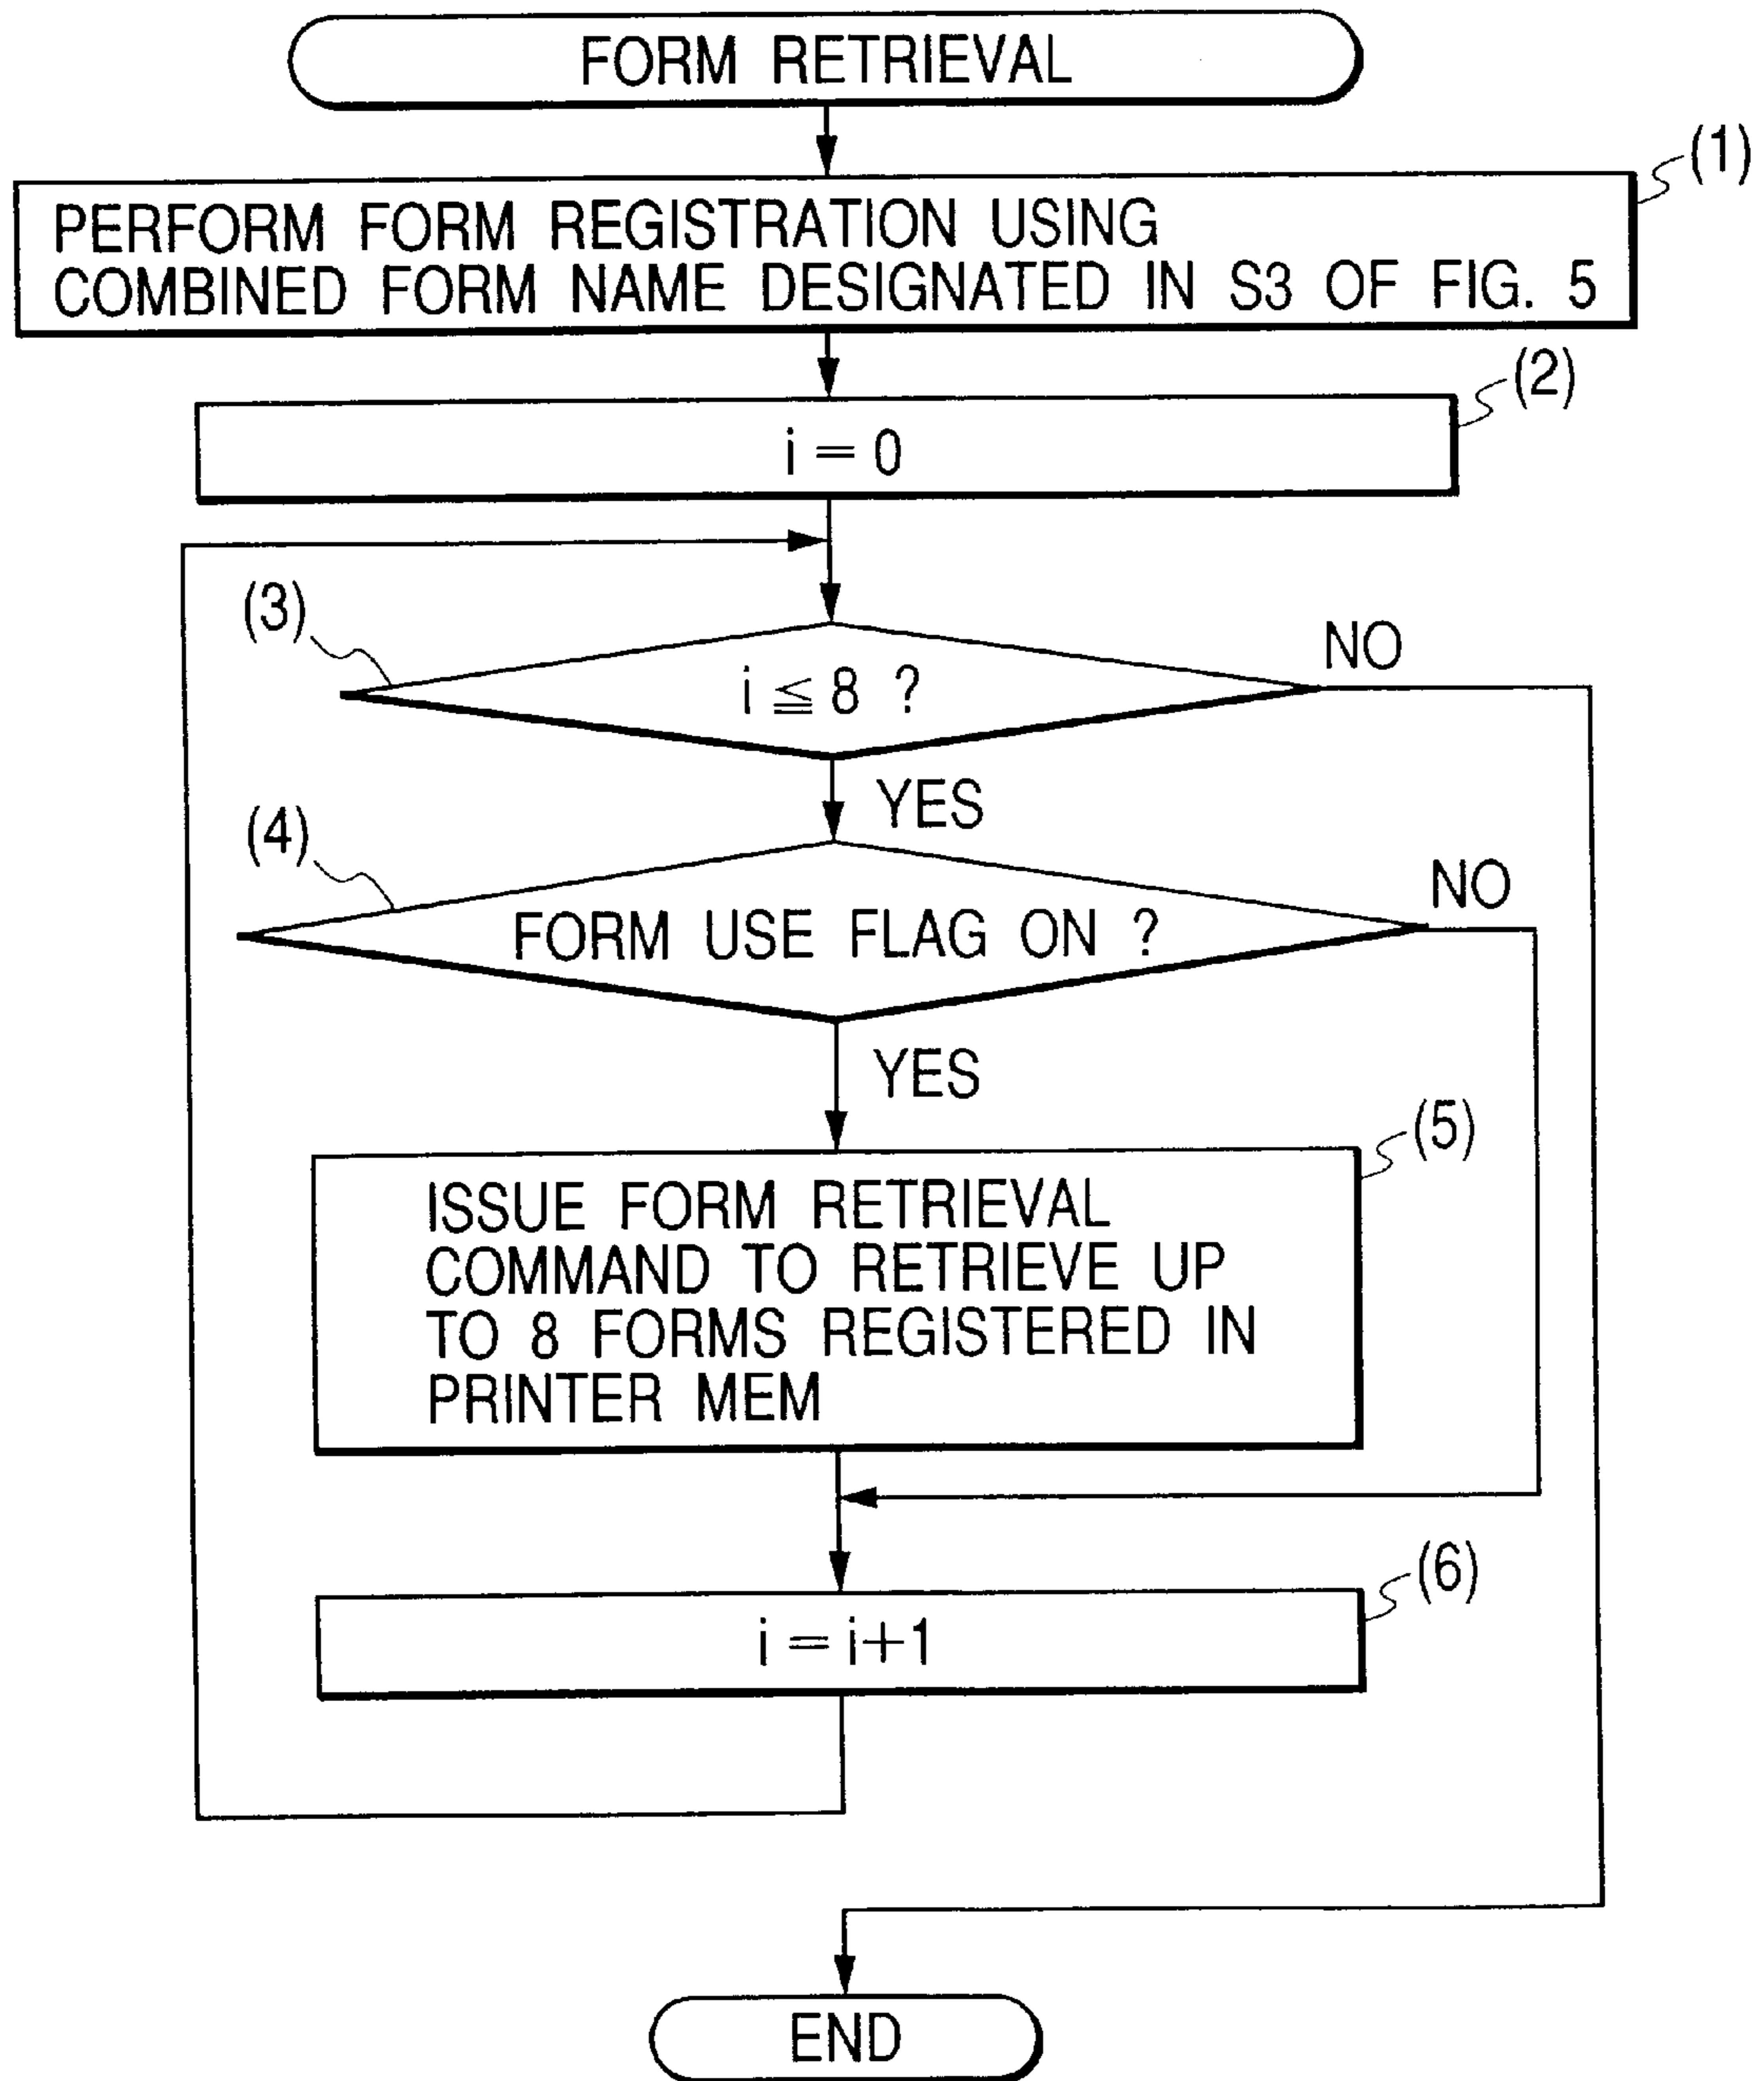 FORM RETRIEVAL
(1)
PERFORM FORM REGISTRATION USING
COMBINED FORM NAME DESIGNATED IN S3 OF FIG. 5
(2)
i = 0
(3)
i ≦ 8 ?
NO
YES
(4)
FORM USE FLAG ON ?
NO
YES
(5)
ISSUE FORM RETRIEVAL
COMMAND TO RETRIEVE UP
TO 8 FORMS REGISTERED IN
PRINTER MEM
(6)
i = i+1
END